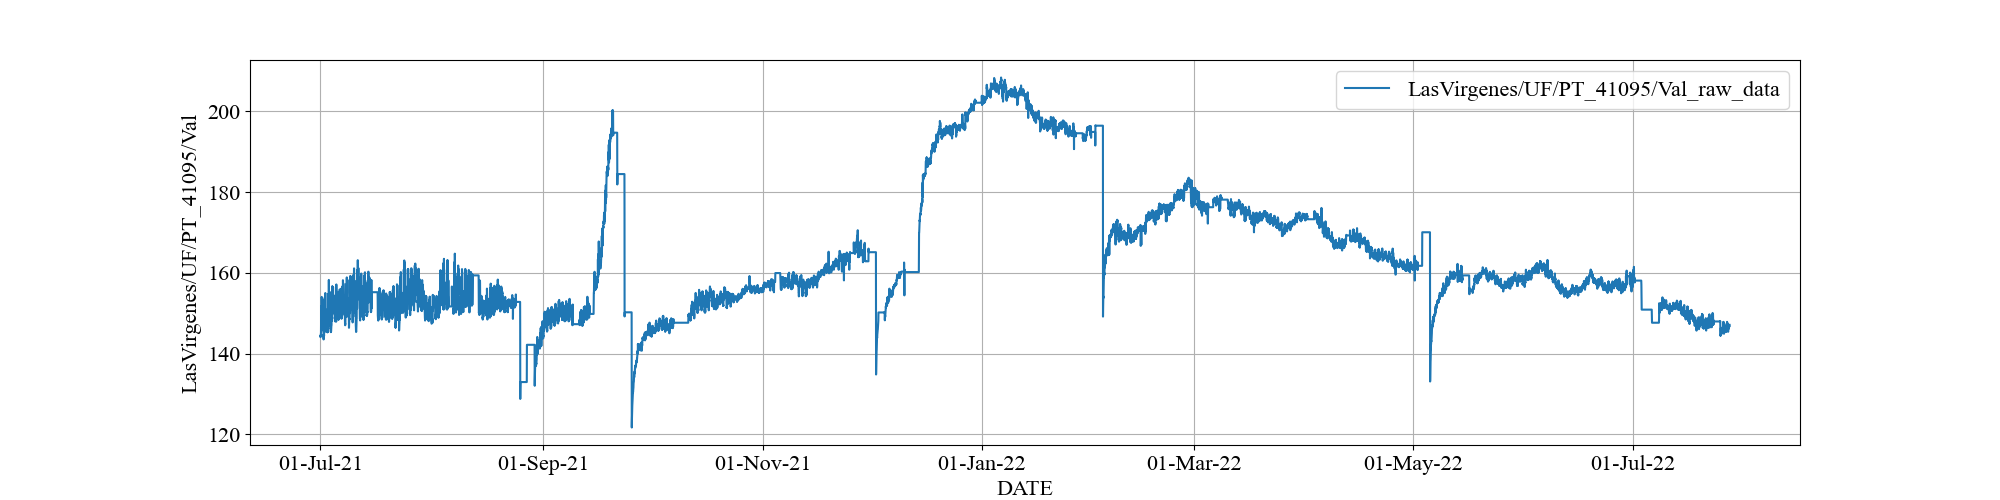 LasVirgenes/UF/PT_41095/Val_raw_data
LasVirgenes/UF/PT_41095/Val
200
180
160
140
120
01-Jul-21
01-Sep-21
01-Nov-21
01-Jan-22
01-Mar-22
01-May-22
01-Jul-22
DATE